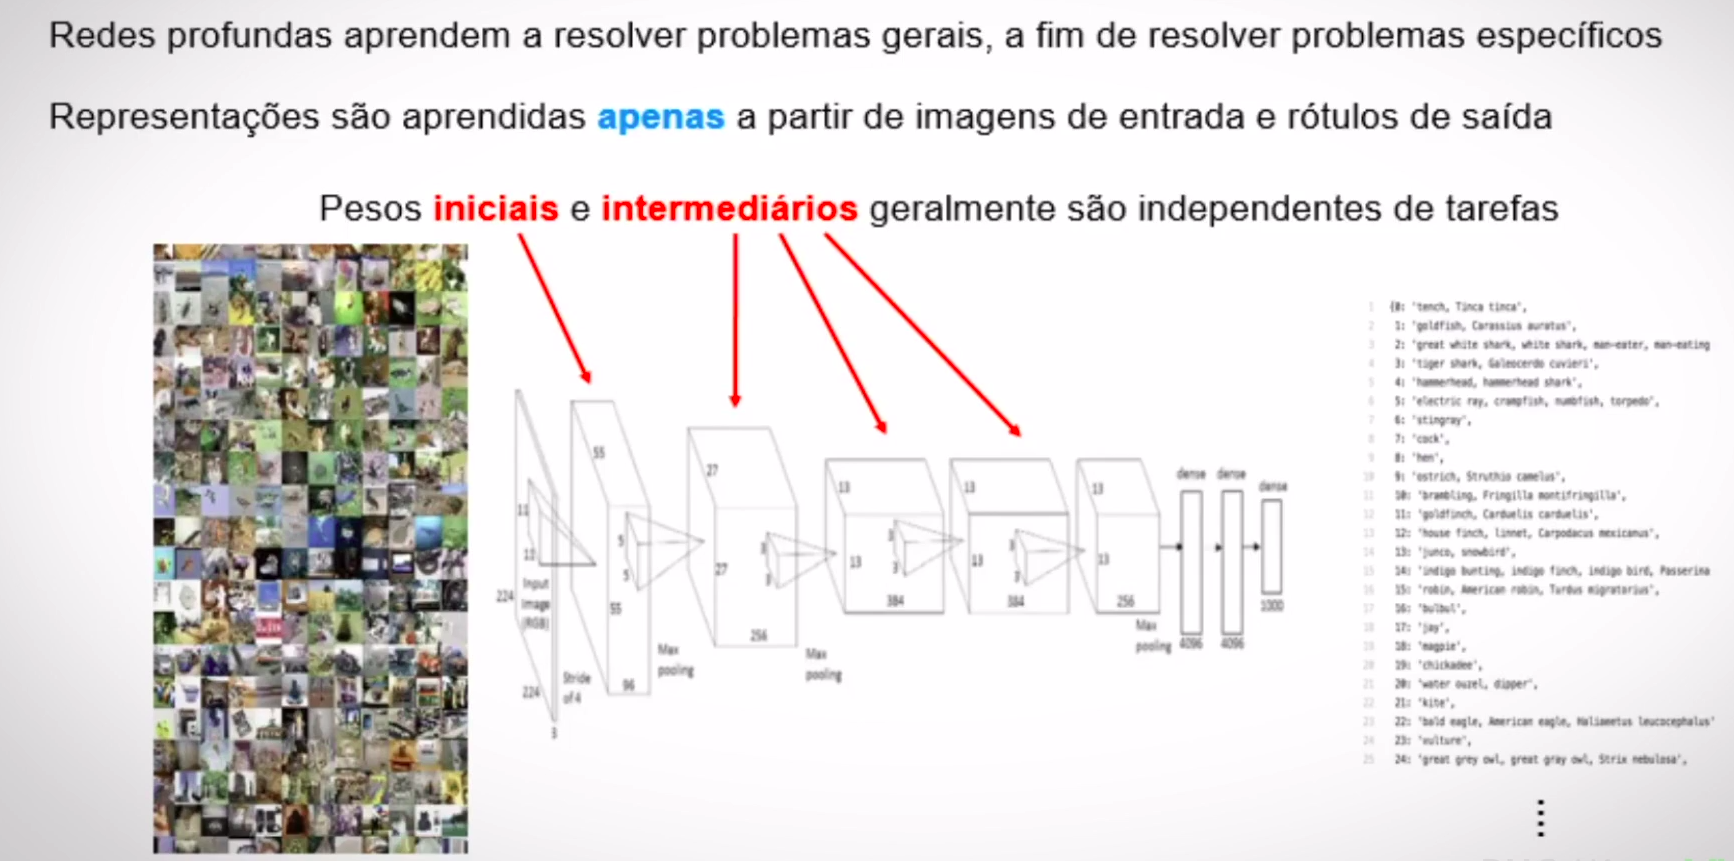 Redes profundas aprendem a resolver problemas gerais, a fim de resolver problemas específicos
Representações são aprendidas apenas a partir de imagens de entrada e rótulos de saída
Pesos iniciais e intermediários geralmente são independentes de tarefas
224
224
3
11
11
Input
Image
(RGB)
Stride
of 4
55
55
96
5
5
Max
pooling
27
27
256
3
3
Max
pooling
13
13
384
3
3
13
13
384
3
3
13
13
256
Max
pooling
dense
4096
dense
4096
dense
1000
1 {0: 'tench, Tinca tinca',
2 1: 'goldfish, Carassius auratus',
3 2: 'great white shark, white shark, man-eater, man-eating
4 3: 'tiger shark, Galeocerdo cuvieri',
5 4: 'hammerhead, hammerhead shark',
6 5: 'electric ray, crampfish, numbfish, torpedo',
7 6: 'stingray',
8 7: 'cock',
9 8: 'hen',
10 9: 'ostrich, Struthio camelus',
11 10: 'brambling, Fringilla montifringilla',
12 11: 'goldfinch, Carduelis carduelis',
13 12: 'house finch, linnet, Carpodacus mexicanus',
14 13: 'junco, snowbird',
15 14: 'indigo bunting, indigo finch, indigo bird, Passerina
16 15: 'robin, American robin, Turdus migratorius',
17 16: 'bulbul',
18 17: 'jay',
19 18: 'magpie',
20 19: 'chickadee',
21 20: 'water ouzel, dipper',
22 21: 'kite',
23 22: 'bald eagle, American eagle, Haliaeetus leucocephalus'
24 23: 'vulture',
25 24: 'great grey owl, great gray owl, Strix nebulosa',